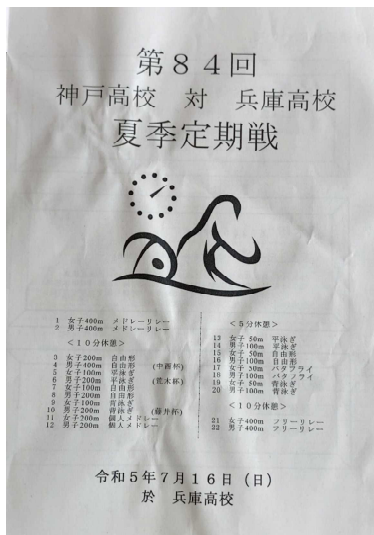 第84回
神戸高校 対 兵庫高校
夏季定期戦
1 女子400m メドレーリレー
2 男子400m メドレーリレー
<10分休憩>
3 女子200m 自由形
4 男子400m 自由形
5 女子100m 平泳ぎ
6 男子200m 平泳ぎ (荒木杯)
7 女子100m 自由形
8 男子200m 自由形
9 女子100m 背泳ぎ
10 男子200m 背泳ぎ (藤井杯)
11 女子200m 個人メドレー
12 男子200m 個人メドレー
<5分休憩>
13 女子 50m 平泳ぎ
14 男子100m 平泳ぎ
15 女子 50m 自由形
16 男子100m 自由形
17 女子 50m バタフライ
18 男子100m バタフライ
19 女子 50m 背泳ぎ
20 男子100m 背泳ぎ
<10分休憩>
21 女子400m フリーリレー
22 男子400m フリーリレー
令和5年7月16日(日)
於 兵庫高校